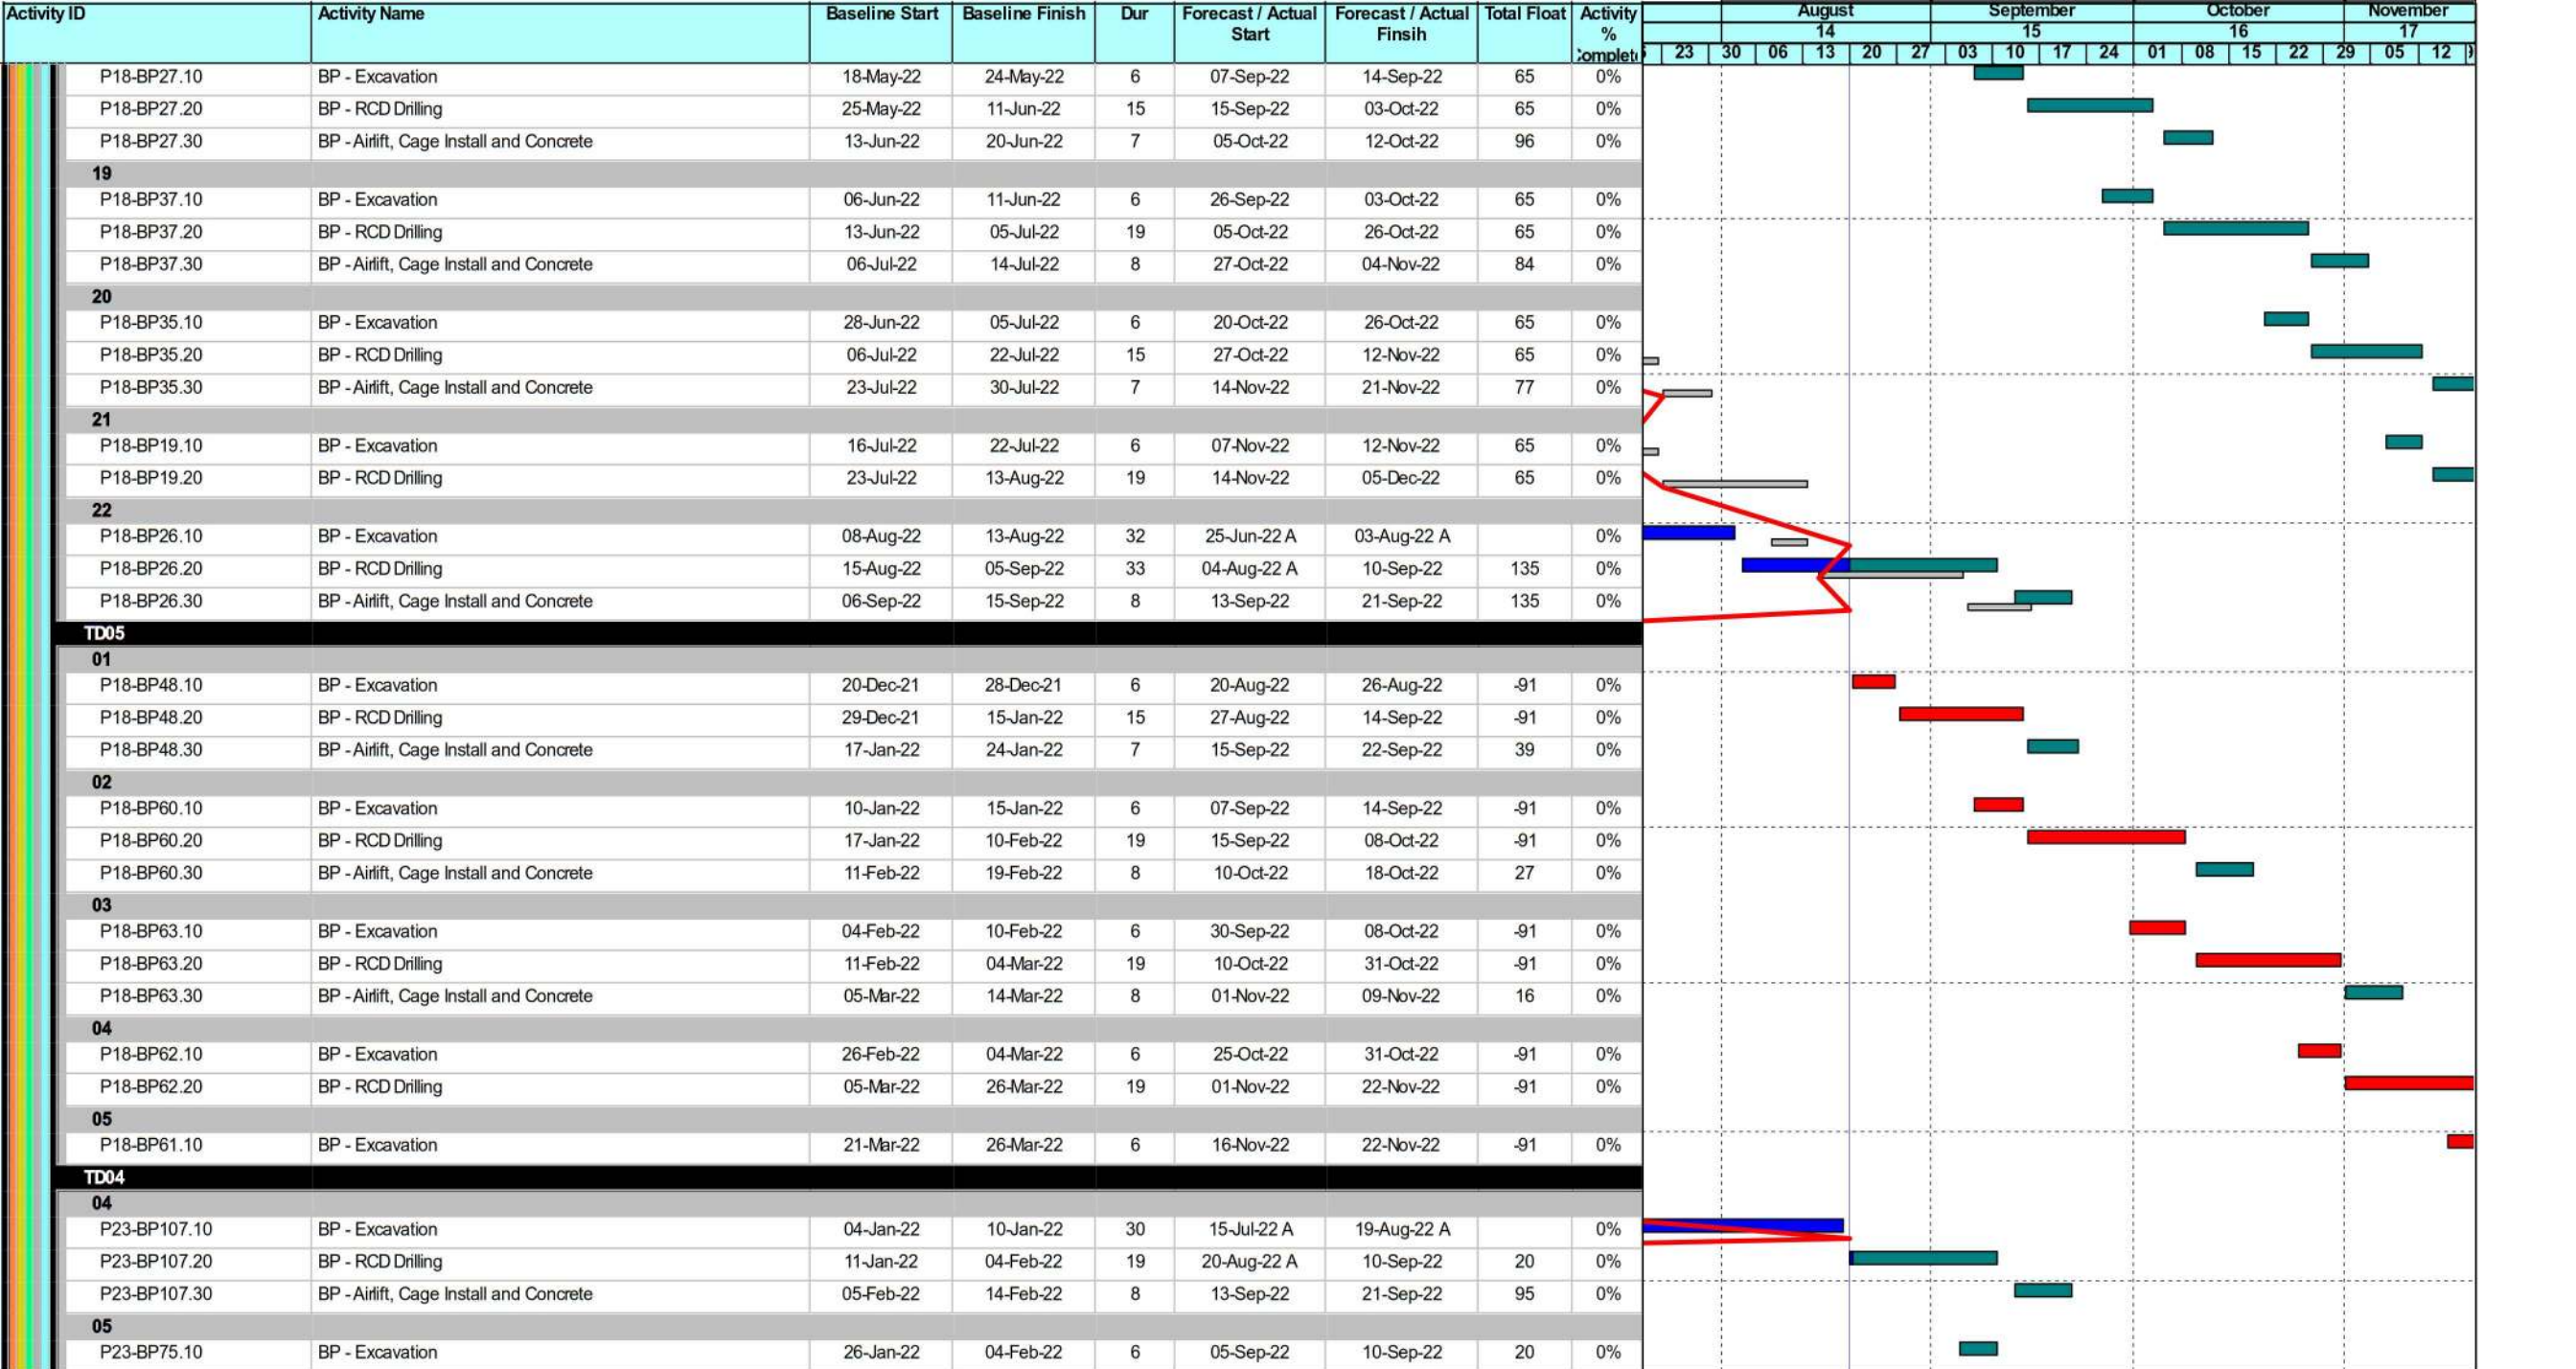 Activity ID Activity Name Baseline Start Baseline Finish Dur Forecast / Actual Forecast / Actual Total Float Activity August September October November
Start Finsih % 14 15 16 17
omplet 23 30 06 13 20 27 03 10 17 24 01 08 15 22 29 05 12
P18-BP27.10 BP - Excavation 18-May-22 24-May-22 6 07-Sep-22 14-Sep-22 65 0%
P18-BP27.20 BP - RCD Drilling 25-May-22 11-Jun-22 15 15-Sep-22 03-Oct-22 65 0%
P18-BP27.30 BP - Airlift, Cage Install and Concrete 13-Jun-22 20-Jun-22 7 05-Oct-22 12-Oct-22 96 0%
19
P18-BP37.10 BP - Excavation 06-Jun-22 11-Jun-22 6 26-Sep-22 03-Oct-22 65 0%
P18-BP37.20 BP - RCD Drilling 13-Jun-22 05-Jul-22 19 05-Oct-22 26-Oct-22 65 0%
P18-BP37.30 BP - Airlift, Cage Install and Concrete 06-Jul-22 14-Jul-22 8 27-Oct-22 04-Nov-22 84 0%
20
P18-BP35.10 BP - Excavation 28-Jun-22 05-Jul-22 6 20-Oct-22 26-Oct-22 65 0%
P18-BP35.20 BP - RCD Drilling 06-Jul-22 22-Jul-22 15 27-Oct-22 12-Nov-22 65 0%
P18-BP35.30 BP - Airlift, Cage Install and Concrete 23-Jul-22 30-Jul-22 7 14-Nov-22 21-Nov-22 77 0%
21
P18-BP19.10 BP - Excavation 16-Jul-22 22-Jul-22 6 07-Nov-22 12-Nov-22 65 0%
P18-BP19.20 BP - RCD Drilling 23-Jul-22 13-Aug-22 19 14-Nov-22 05-Dec-22 65 0%
22
P18-BP26.10 BP - Excavation 08-Aug-22 13-Aug-22 32 25-Jun-22 A 03-Aug-22 A 0%
P18-BP26.20 BP - RCD Drilling 15-Aug-22 05-Sep-22 33 04-Aug-22 A 10-Sep-22 135 0%
P18-BP26.30 BP - Airlift, Cage Install and Concrete 06-Sep-22 15-Sep-22 8 13-Sep-22 21-Sep-22 135 0%
TD05
01
P18-BP48.10 BP - Excavation 20-Dec-21 28-Dec-21 6 20-Aug-22 26-Aug-22 -91 0%
P18-BP48.20 BP - RCD Drilling 29-Dec-21 15-Jan-22 15 27-Aug-22 14-Sep-22 -91 0%
P18-BP48.30 BP - Airlift, Cage Install and Concrete 17-Jan-22 24-Jan-22 7 15-Sep-22 22-Sep-22 39 0%
02
P18-BP60.10 BP - Excavation 10-Jan-22 15-Jan-22 6 07-Sep-22 14-Sep-22 -91 0%
P18-BP60.20 BP - RCD Drilling 17-Jan-22 10-Feb-22 19 15-Sep-22 08-Oct-22 -91 0%
P18-BP60.30 BP - Airlift, Cage Install and Concrete 11-Feb-22 19-Feb-22 8 10-Oct-22 18-Oct-22 27 0%
03
P18-BP63.10 BP - Excavation 04-Feb-22 10-Feb-22 6 30-Sep-22 08-Oct-22 -91 0%
P18-BP63.20 BP - RCD Drilling 11-Feb-22 04-Mar-22 19 10-Oct-22 31-Oct-22 -91 0%
P18-BP63.30 BP - Airlift, Cage Install and Concrete 05-Mar-22 14-Mar-22 8 01-Nov-22 09-Nov-22 16 0%
04
P18-BP62.10 BP - Excavation 26-Feb-22 04-Mar-22 6 25-Oct-22 31-Oct-22 -91 0%
P18-BP62.20 BP - RCD Drilling 05-Mar-22 26-Mar-22 19 01-Nov-22 22-Nov-22 -91 0%
05
P18-BP61.10 BP - Excavation 21-Mar-22 26-Mar-22 6 16-Nov-22 22-Nov-22 -91 0%
TD04
04
P23-BP107.10 BP - Excavation 04-Jan-22 10-Jan-22 30 15-Jul-22 A 19-Aug-22 A 0%
P23-BP107.20 BP - RCD Drilling 11-Jan-22 04-Feb-22 19 20-Aug-22 A 10-Sep-22 20 0%
P23-BP107.30 BP - Airlift, Cage Install and Concrete 05-Feb-22 14-Feb-22 8 13-Sep-22 21-Sep-22 95 0%
05
P23-BP75.10 BP - Excavation 26-Jan-22 04-Feb-22 6 05-Sep-22 10-Sep-22 20 0%